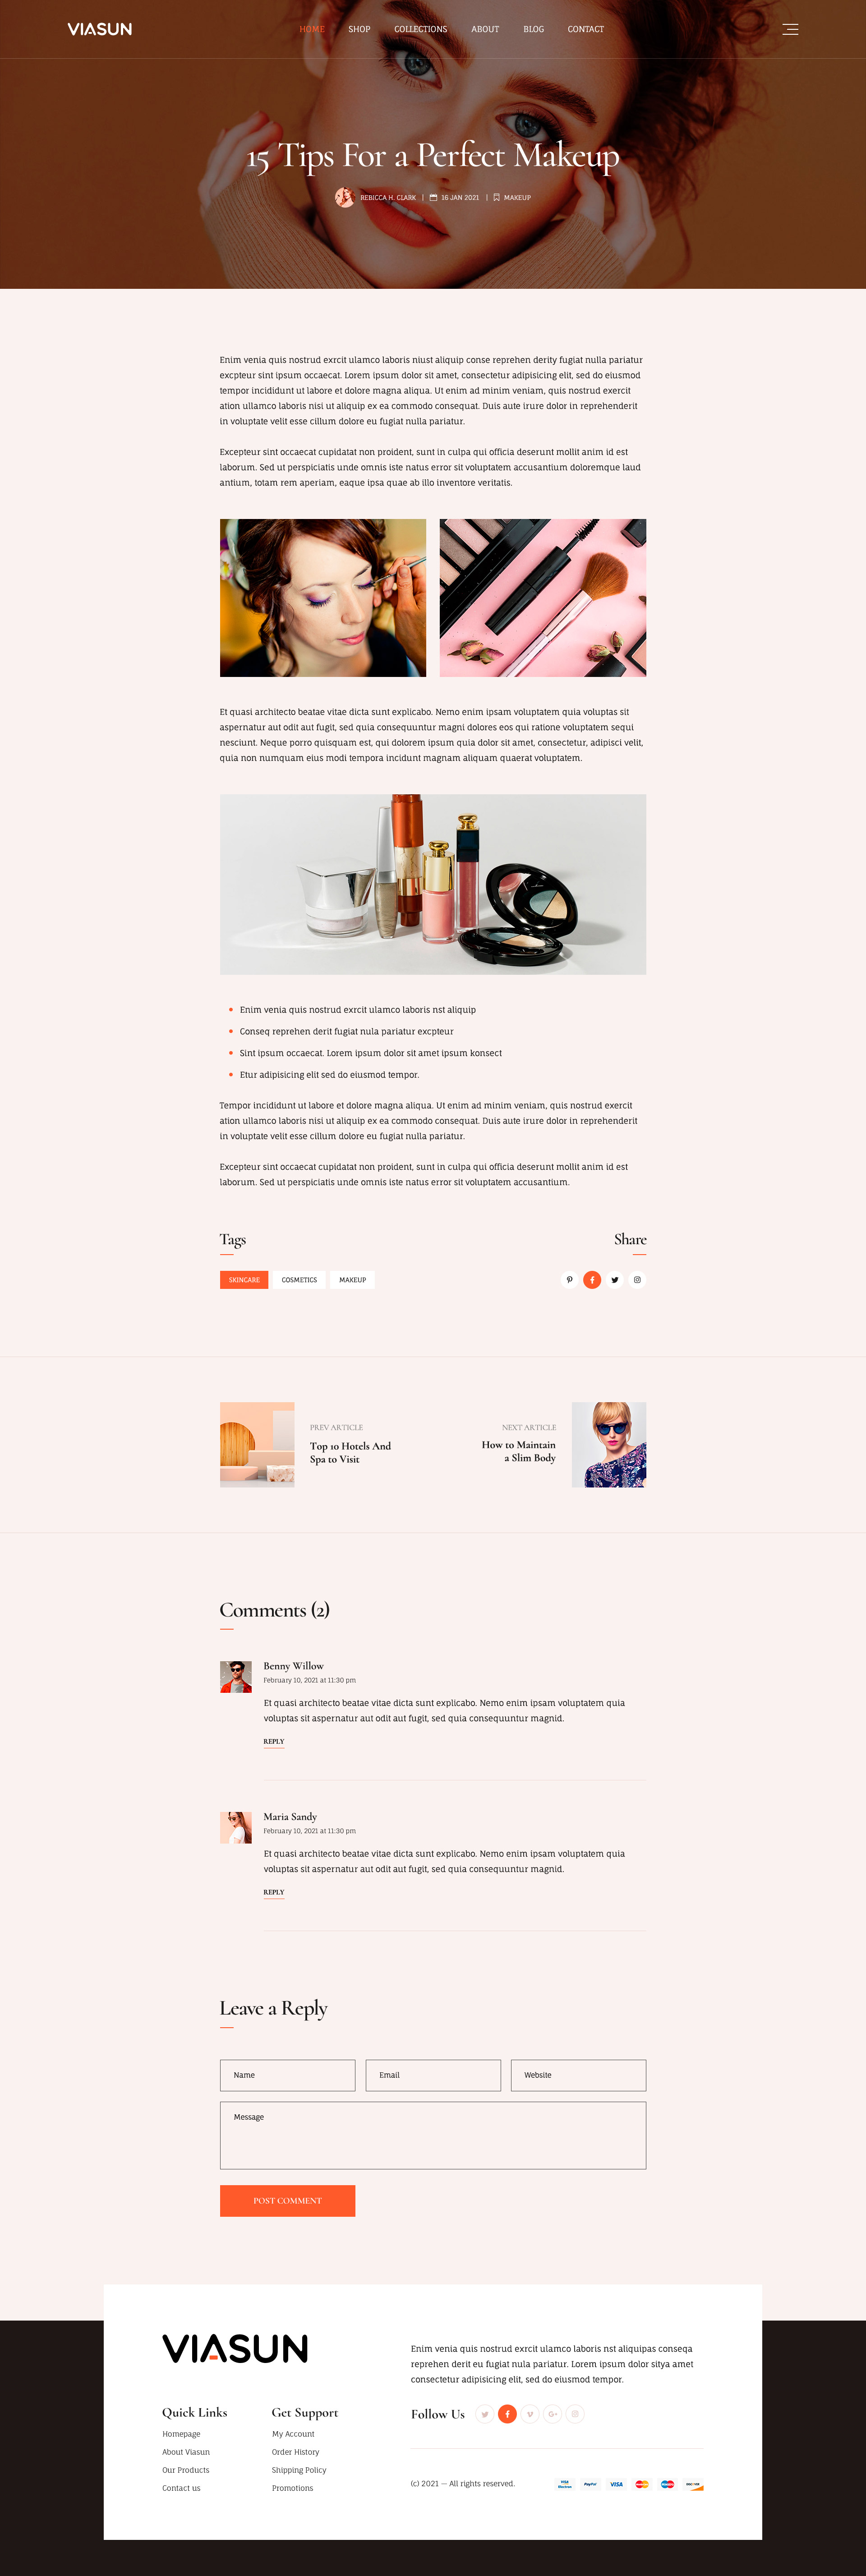 VIASUN
HOME SHOP COLLECTIONS ABOUT BLOG CONTACT
15 Tips For a Perfect Makeup
REBICCA H. CLARK | 16 JAN 2021 | MAKEUP
Enim venia quis nostrud exrcit ulamco laboris niust aliquip conse reprehen derity fugiat nulla pariatur
excpteur sint ipsum occaecat. Lorem ipsum dolor sit amet, consectetur adipisicing elit, sed do eiusmod
tempor incididunt ut labore et dolore magna aliqua. Ut enim ad minim veniam, quis nostrud exercit
ation ullamco laboris nisi ut aliquip ex ea commodo consequat. Duis aute irure dolor in reprehenderit
in voluptate velit esse cillum dolore eu fugiat nulla pariatur.
Excepteur sint occaecat cupidatat non proident, sunt in culpa qui officia deserunt mollit anim id est
laborum. Sed ut perspiciatis unde omnis iste natus error sit voluptatem accusantium doloremque laud
antium, totam rem aperiam, eaque ipsa quae ab illo inventore veritatis.
Et quasi architecto beatae vitae dicta sunt explicabo. Nemo enim ipsam voluptatem quia voluptas sit
aspernatur aut odit aut fugit, sed quia consequuntur magni dolores eos qui ratione voluptatem sequi
nesciunt. Neque porro quisquam est, qui dolorem ipsum quia dolor sit amet, consectetur, adipisci velit,
quia non numquam eius modi tempora incidunt magnam aliquam quaerat voluptatem.
Enim venia quis nostrud exrcit ulamco laboris nst aliquip
Conseq reprehen derit fugiat nula pariatur excpteur
Sint ipsum occaecat. Lorem ipsum dolor sit amet ipsum konsect
Etur adipisicing elit sed do eiusmod tempor.
Tempor incididunt ut labore et dolore magna aliqua. Ut enim ad minim veniam, quis nostrud exercit
ation ullamco laboris nisi ut aliquip ex ea commodo consequat. Duis aute irure dolor in reprehenderit
in voluptate velit esse cillum dolore eu fugiat nulla pariatur.
Excepteur sint occaecat cupidatat non proident, sunt in culpa qui officia deserunt mollit anim id est
laborum. Sed ut perspiciatis unde omnis iste natus error sit voluptatem accusantium.
Tags
Share
SKINCARE COSMETICS MAKEUP
PREV ARTICLE
Top 10 Hotels And
Spa to Visit
NEXT ARTICLE
How to Maintain
a Slim Body
Comments (2)
Benny Willow
February 10, 2021 at 11:30 pm
Et quasi architecto beatae vitae dicta sunt explicabo. Nemo enim ipsam voluptatem quia
voluptas sit aspernatur aut odit aut fugit, sed quia consequuntur magnid.
REPLY
Maria Sandy
February 10, 2021 at 11:30 pm
Et quasi architecto beatae vitae dicta sunt explicabo. Nemo enim ipsam voluptatem quia
voluptas sit aspernatur aut odit aut fugit, sed quia consequuntur magnid.
REPLY
Leave a Reply
Name Email Website
Message
POST COMMENT
VIASUN
Quick Links
Homepage
About Viasun
Our Products
Contact us
Get Support
My Account
Order History
Shipping Policy
Promotions
Enim venia quis nostrud exrcit ulamco laboris nst aliquipas conseqa
reprehen derit eu fugiat nula pariatur. Lorem ipsum dolor sitya amet
consectetur adipisicing elit, sed do eiusmod tempor.
Follow Us
(c) 2021 — All rights reserved.
VISA Electron PayPal VISA DISCOVER